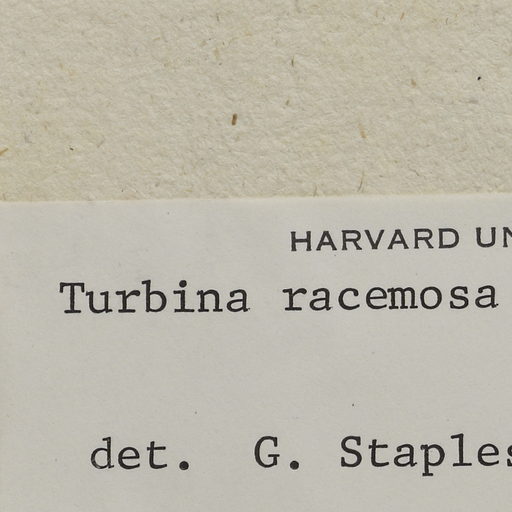 HARVARD UN
Turbina racemosa
det. G. Staples